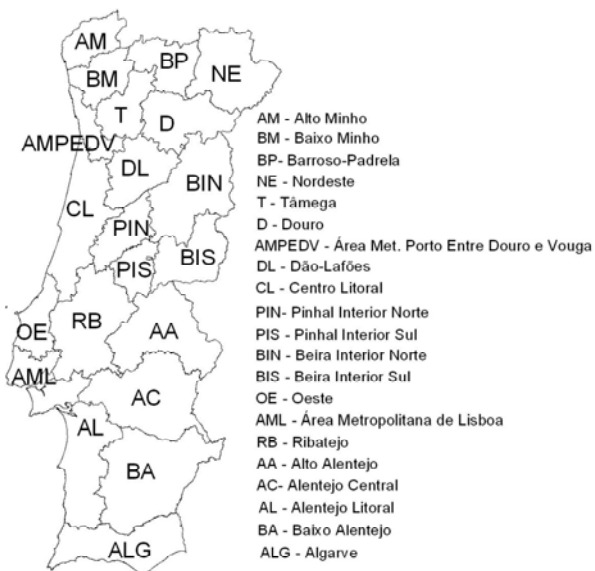 AM
BM
BP
NE
T
D
AMPEDV
DL
BIN
CL
PIN
PIS
BIS
OE
RB
AA
AML
AC
AL
BA
ALG
AM - Alto Minho
BM - Baixo Minho
BP- Barroso-Padrela
NE - Nordeste
T - Tâmega
D - Douro
AMPEDV - Área Met. Porto Entre Douro e Vouga
DL - Dão-Lafões
CL - Centro Litoral
PIN- Pinhal Interior Norte
PIS - Pinhal Interior Sul
BIN - Beira Interior Norte
BIS - Beira Interior Sul
OE - Oeste
AML - Área Metropolitana de Lisboa
RB - Ribatejo
AA - Alto Alentejo
AC- Alentejo Central
AL - Alentejo Litoral
BA - Baixo Alentejo
ALG - Algarve